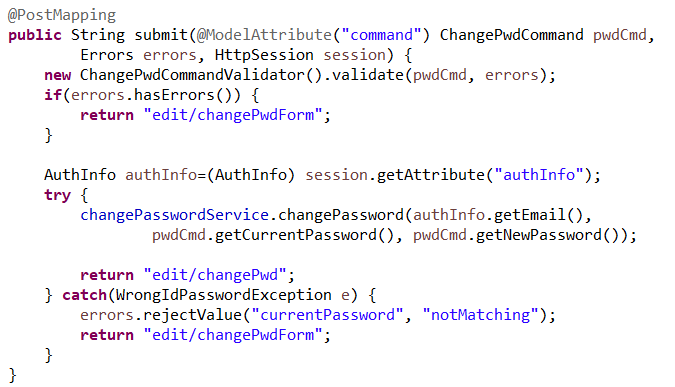 @PostMapping
public String submit(@ModelAttribute("command") ChangePwdCommand pwdCmd,
        Errors errors, HttpSession session) {
    new ChangePwdCommandValidator().validate(pwdCmd, errors);
    if(errors.hasErrors()) {
        return "edit/changePwdForm";
    }

    AuthInfo authInfo=(AuthInfo) session.getAttribute("authInfo");
    try {
        changePasswordService.changePassword(authInfo.getEmail(),
                pwdCmd.getCurrentPassword(), pwdCmd.getNewPassword());

        return "edit/changePwd";
    } catch(WrongIdPasswordException e) {
        errors.rejectValue("currentPassword", "notMatching");
        return "edit/changePwdForm";
    }
}